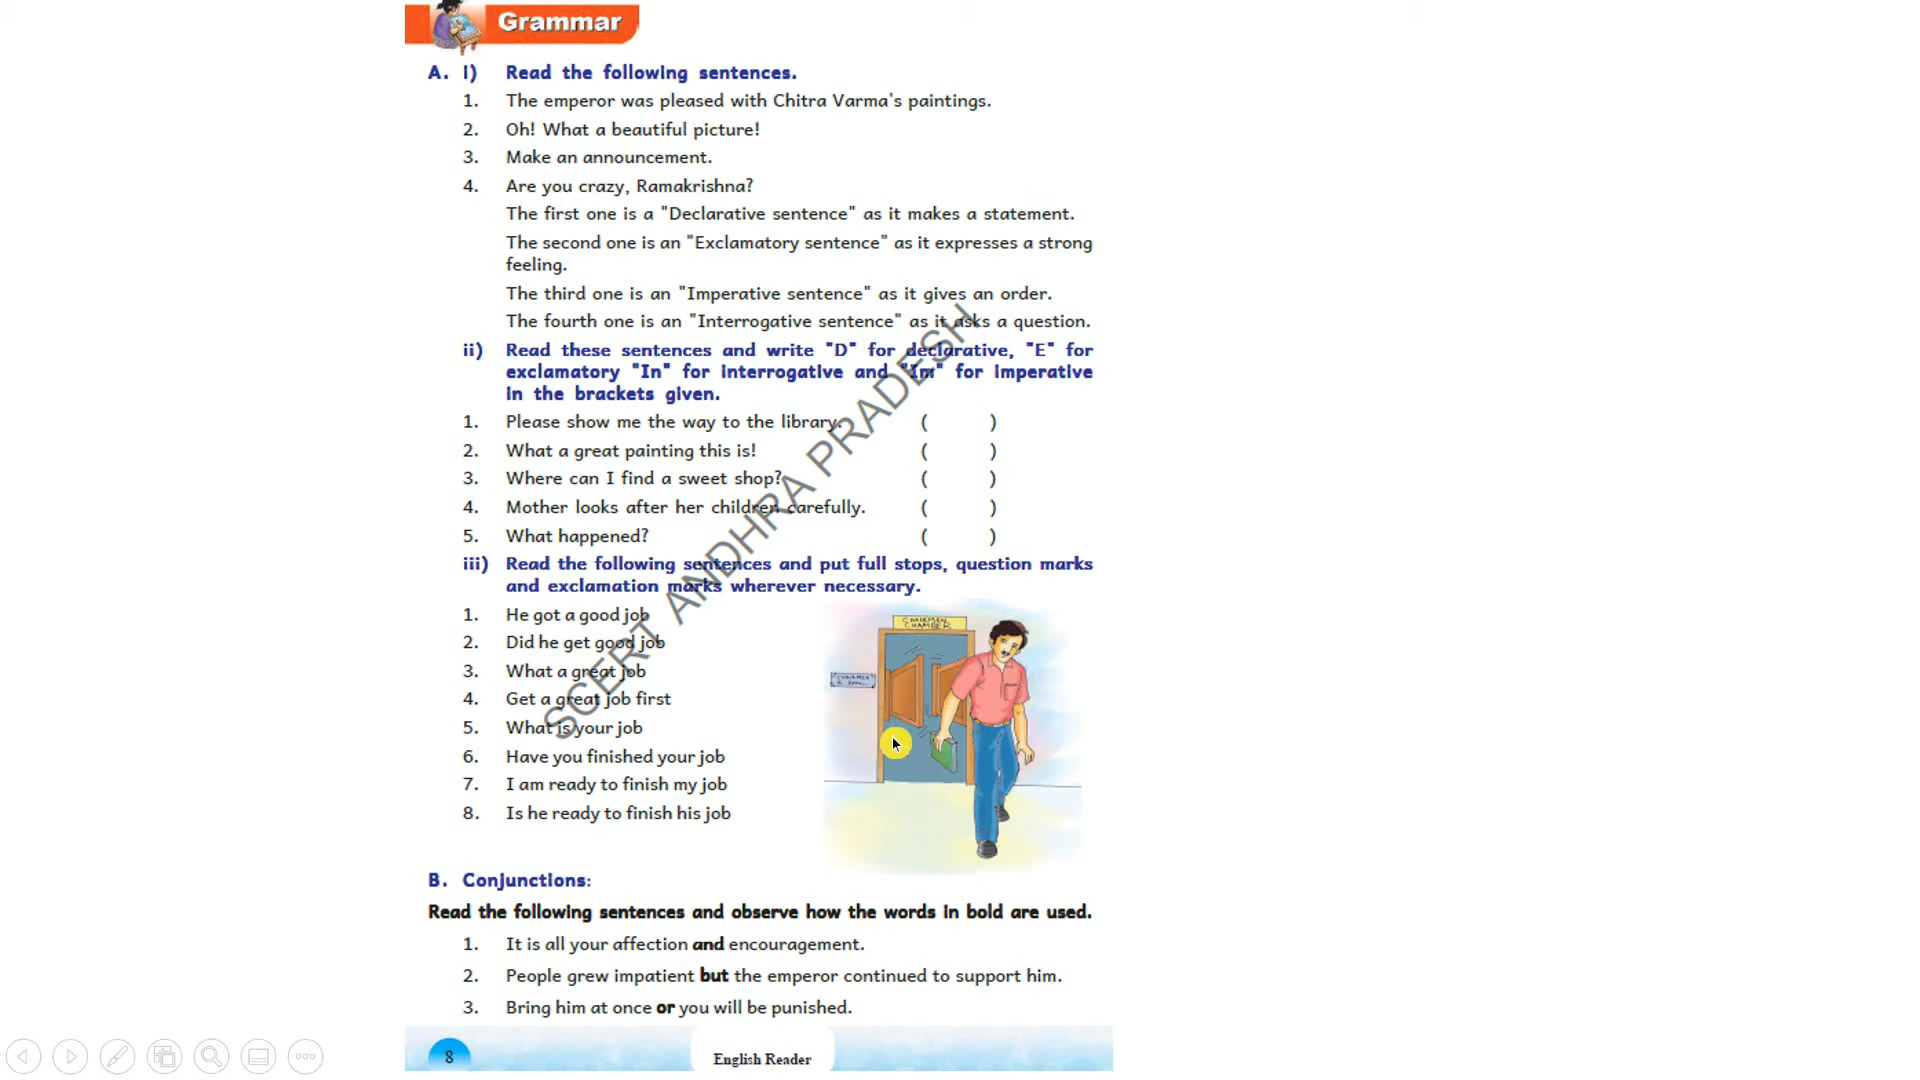 Grammar
A. i) Read the following sentences.
1. The emperor was pleased with Chitra Varma's paintings.
2. Oh! What a beautiful picture!
3. Make an announcement.
4. Are you crazy, Ramakrishna?
The first one is a "Declarative sentence" as it makes a statement.
The second one is an "Exclamatory sentence" as it expresses a strong
feeling.
The third one is an "Imperative sentence" as it gives an order.
The fourth one is an "Interrogative sentence" as it asks a question.
ii) Read these sentences and write "D" for declarative, "E" for
exclamatory "In" for interrogative and "Im" for imperative
in the brackets given.
1. Please show me the way to the library. ( )
2. What a great painting this is! ( )
3. Where can I find a sweet shop? ( )
4. Mother looks after her children carefully. ( )
5. What happened? ( )
iii) Read the following sentences and put full stops, question marks
and exclamation marks wherever necessary.
1. He got a good job
2. Did he get good job
3. What a great job
4. Get a great job first
5. What is your job
6. Have you finished your job
7. I am ready to finish my job
8. Is he ready to finish his job
CHAIRMEN
CHAMBER
SCERT ANDHRA PRADESH
B. Conjunctions:
Read the following sentences and observe how the words in bold are used.
1. It is all your affection and encouragement.
2. People grew impatient but the emperor continued to support him.
3. Bring him at once or you will be punished.
8
English Reader